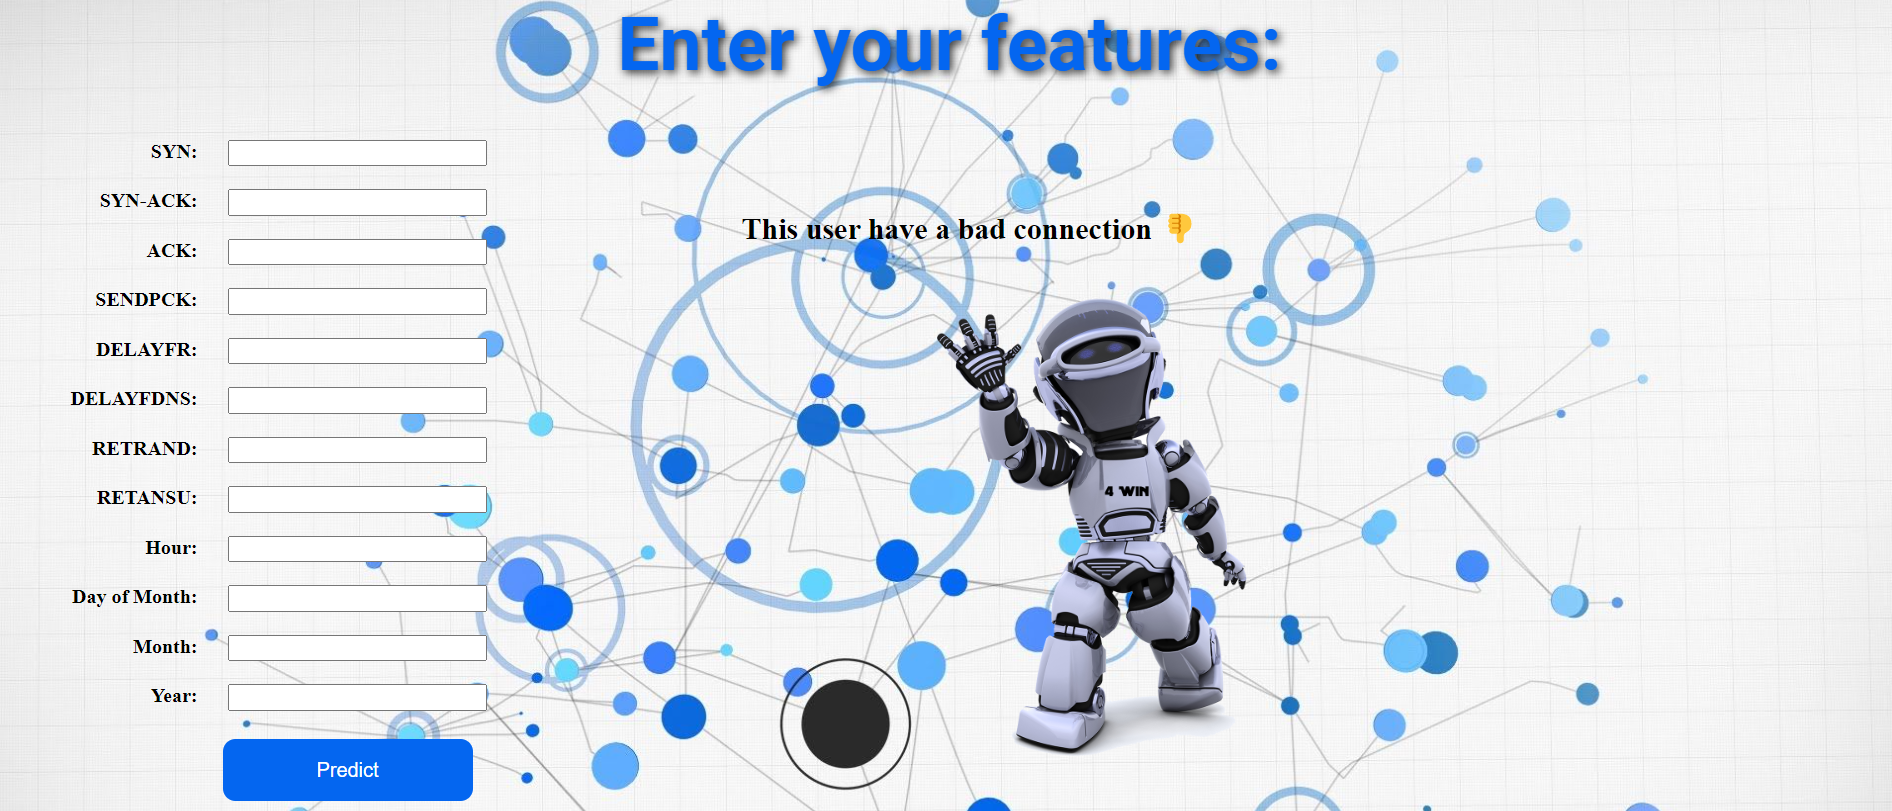 Enter your features:
SYN:
SYN-ACK:
This user have a bad connection 👎
ACK:
SENDPCK:
DELAYFR:
DELAYFDNS:
RETRAND:
RETANSU:
4 WIN
Hour:
Day of Month:
Month:
Year:
Predict